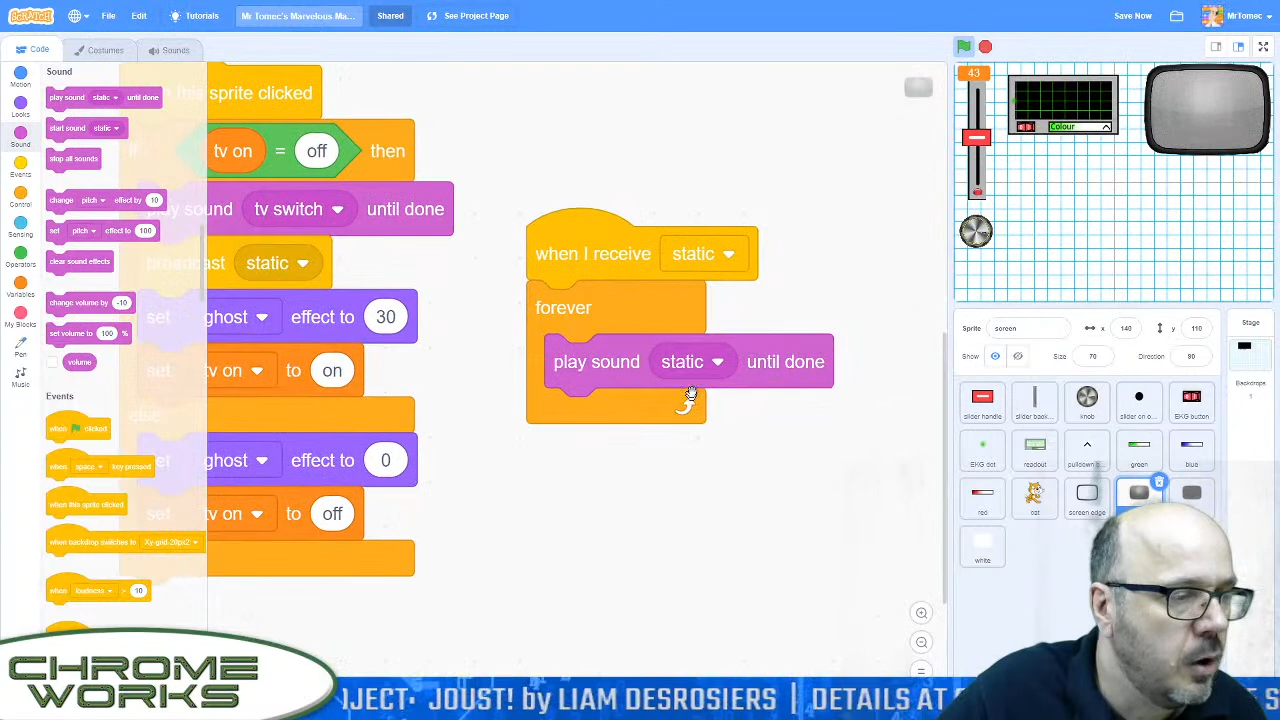 SCRATCH
File
Edit
Tutorials
Mr Tomec's Marvelous Ma...
Shared
See Project Page
Save Now
MrTomec
Code
Costumes
Sounds
Motion
Looks
Sound
Events
Control
Sensing
Operators
Variables
My Blocks
Pen
Music
Sound
play sound static until done
start sound static
stop all sounds
change pitch effect by 10
set pitch effect to 100
clear sound effects
change volume by -10
set volume to 100 %
volume
Events
when clicked
when space key pressed
when this sprite clicked
when backdrop switches to Xy-grid-20px2
when loudness > 10
this sprite clicked
if tv on = off then
play sound tv switch until done
broadcast static
set ghost effect to 30
set tv on to on
else
set ghost effect to 0
set tv on to off
when I receive static
forever
play sound static until done
43
Colour
Sprite
screen
x 140
y 110
Show
Size 70
Direction 90
Stage
Backdrops
1
slider handle
slider back...
knob
slider on o...
EKG button
EKG dot
readout
pulldown b...
green
blue
red
cat
screen edge
white
CHROME
WORKS
JECT• JOUST! by LIAM DESROSIERS | DETAILS AT